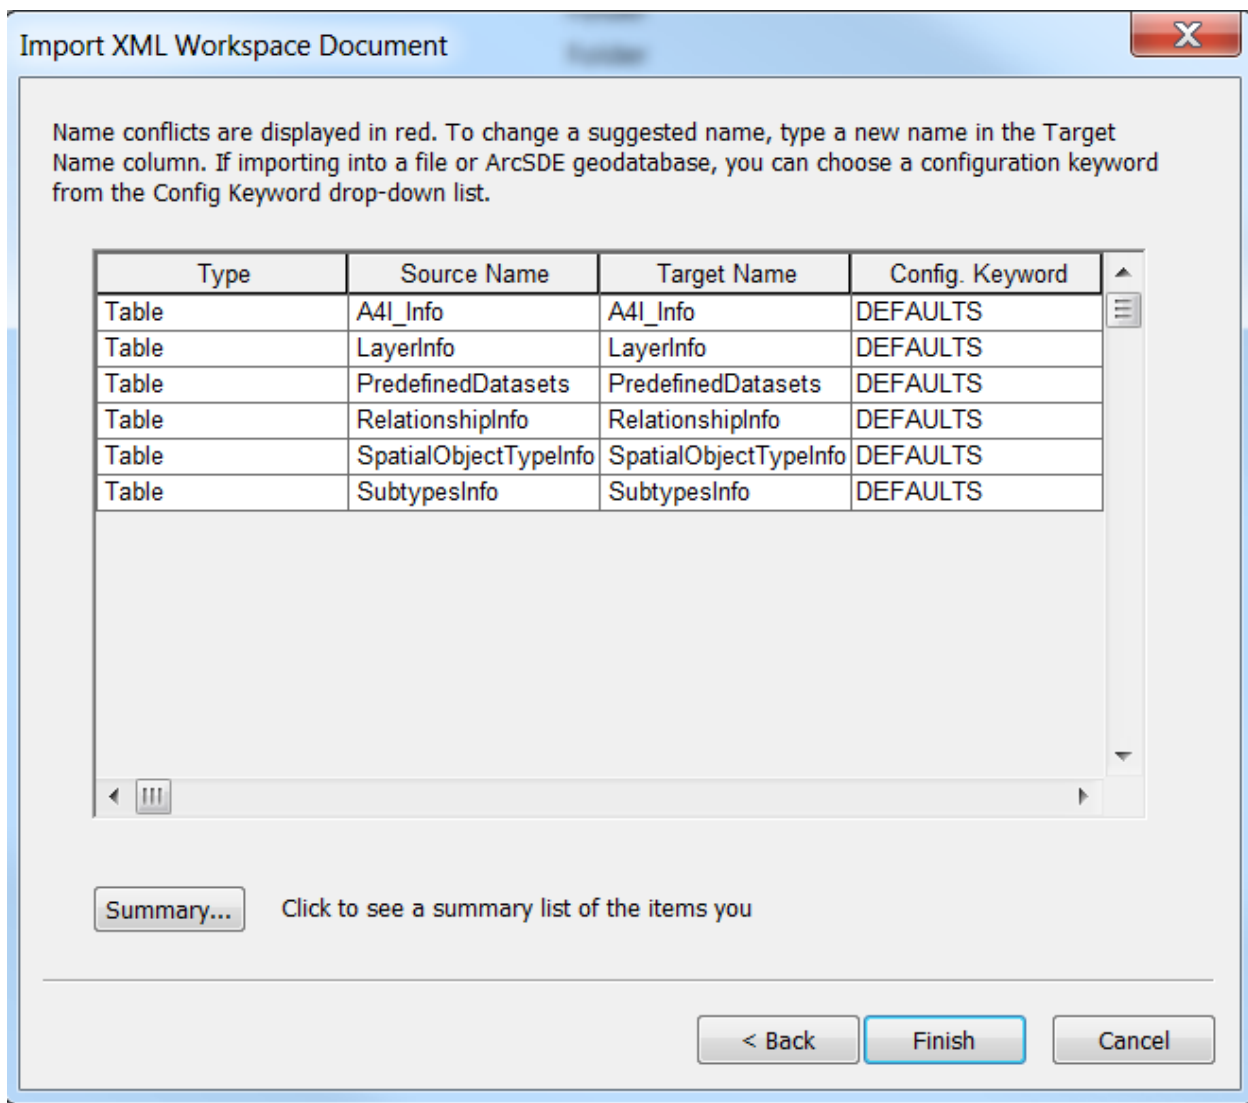 Folder
Folder
Import XML Workspace Document
Name conflicts are displayed in red. To change a suggested name, type a new name in the Target
Name column. If importing into a file or ArcSDE geodatabase, you can choose a configuration keyword
from the Config Keyword drop-down list.
Type Source Name Target Name Config. Keyword
Table A4I_Info A4I_Info DEFAULTS
Table LayerInfo LayerInfo DEFAULTS
Table PredefinedDatasets PredefinedDatasets DEFAULTS
Table RelationshipInfo RelationshipInfo DEFAULTS
Table SpatialObjectTypeInfo SpatialObjectTypeInfo DEFAULTS
Table SubtypesInfo SubtypesInfo DEFAULTS
Summary... Click to see a summary list of the items you
< Back Finish Cancel